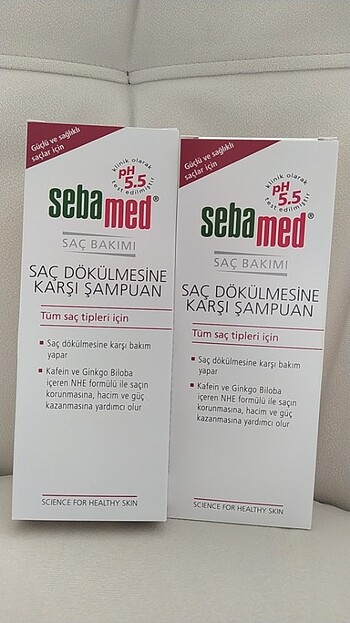 Güçlü ve sağlıklı
saçlar için
klinik olarak
pH
5.5
test edilmiştir
sebamed®
SAÇ BAKIMI
SAÇ DÖKÜLMESİNE
KARŞI ŞAMPUAN
Tüm saç tipleri için
Saç dökülmesine karşı bakım
yapar
Kafein ve Ginkgo Biloba
içeren NHE formülü ile saçın
korunmasına, hacim ve güç
kazanmasına yardımcı olur
SCIENCE FOR HEALTHY SKIN
Güçlü ve sağlıklı
saçlar için
klinik olarak
pH
5.5
test edilmiştir
sebamed®
SAÇ BAKIMI
SAÇ DÖKÜLMESİNE
KARŞI ŞAMPUAN
Tüm saç tipleri için
Saç dökülmesine karşı bakım
yapar
Kafein ve Ginkgo Biloba
içeren NHE formülü ile saçın
korunmasına, hacim ve güç
kazanmasına yardımcı olur
SCIENCE FOR HEALTHY SKIN